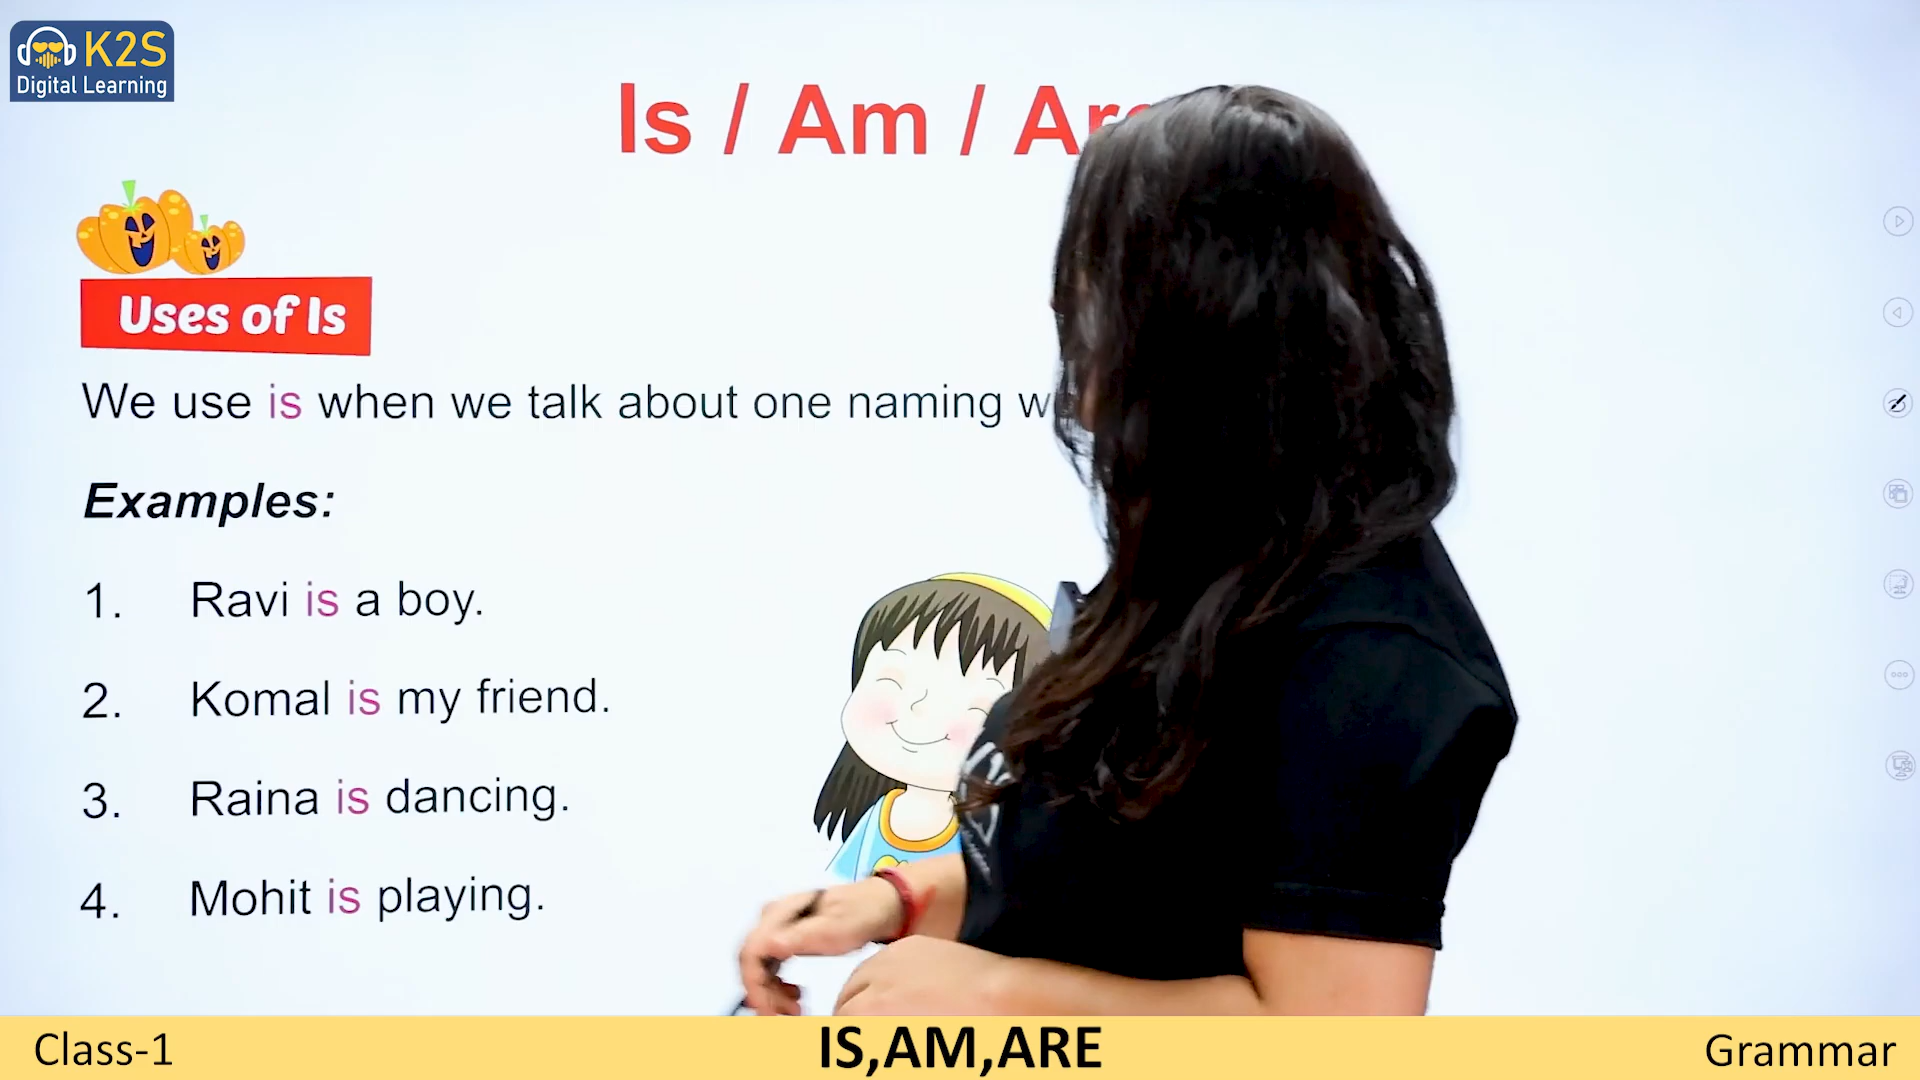 K2S
Digital Learning
Is / Am / Are
Uses of Is
We use is when we talk about one naming
Examples:
1. Ravi is a boy.
2. Komal is my friend.
3. Raina is dancing.
4. Mohit is playing.
Class-1
IS,AM,ARE
Grammar